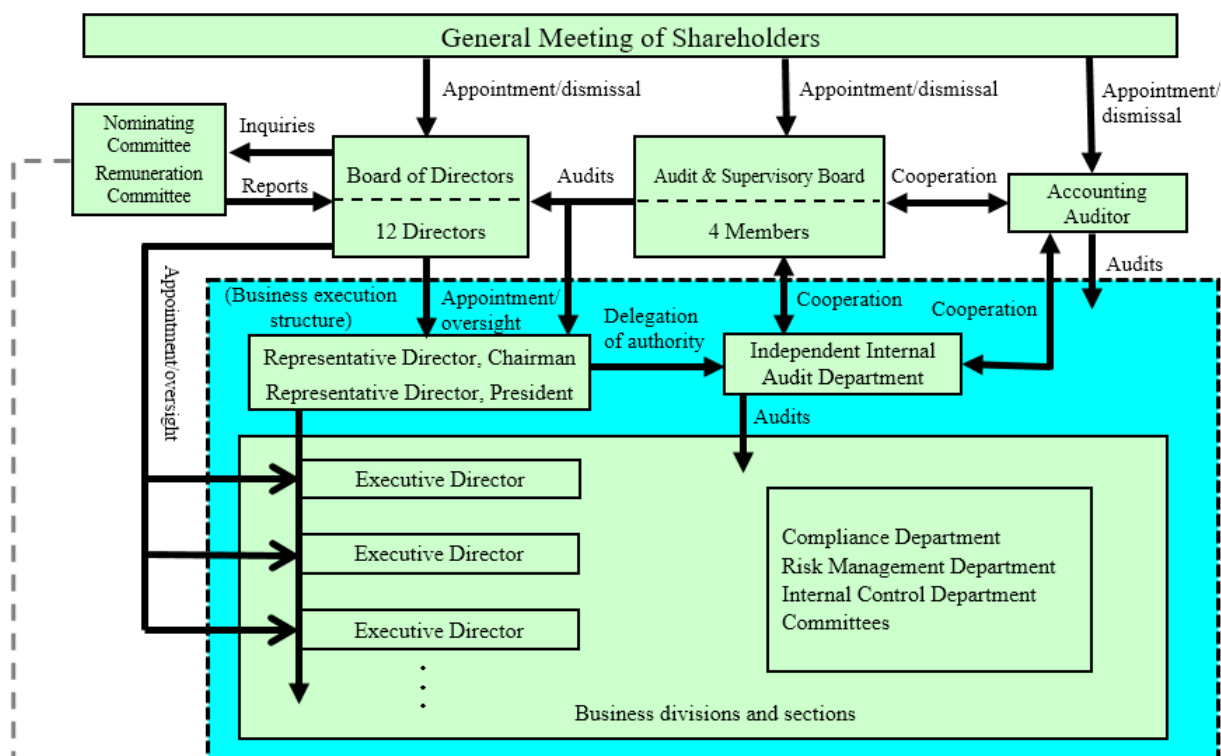 General Meeting of Shareholders
Appointment/dismissal
Appointment/dismissal
Appointment/
dismissal
Nominating
Committee
Remuneration
Committee
Inquiries
Reports
Board of Directors
12 Directors
Audits
Audit & Supervisory Board
4 Members
Cooperation
Accounting
Auditor
Audits
Appointment/oversight
(Business execution
structure)
Appointment/
oversight
Delegation
of authority
Cooperation
Cooperation
Representative Director, Chairman
Representative Director, President
Independent Internal
Audit Department
Audits
Executive Director
Executive Director
Executive Director
Compliance Department
Risk Management Department
Internal Control Department
Committees
Business divisions and sections